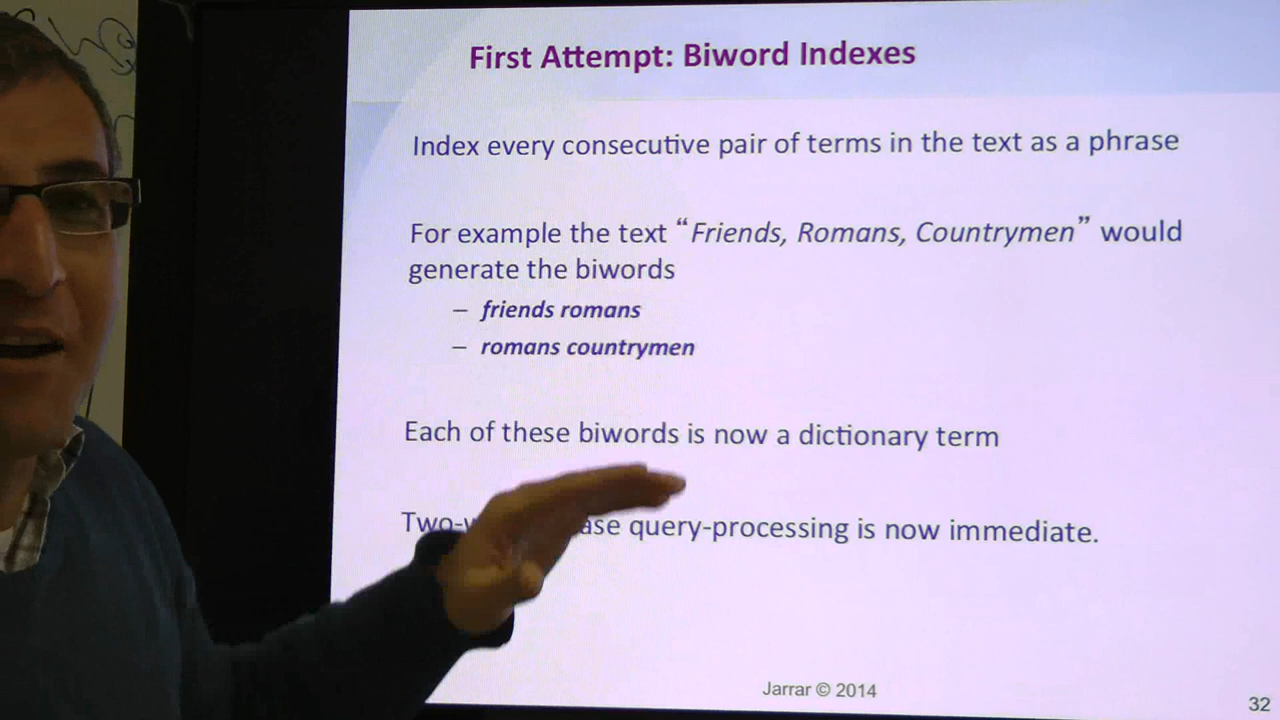 First Attempt: Biword Indexes
Index every consecutive pair of terms in the text as a phrase
For example the text “Friends, Romans, Countrymen” would
generate the biwords
– friends romans
– romans countrymen
Each of these biwords is now a dictionary term
query-processing is now immediate.
Jarrar © 2014
32